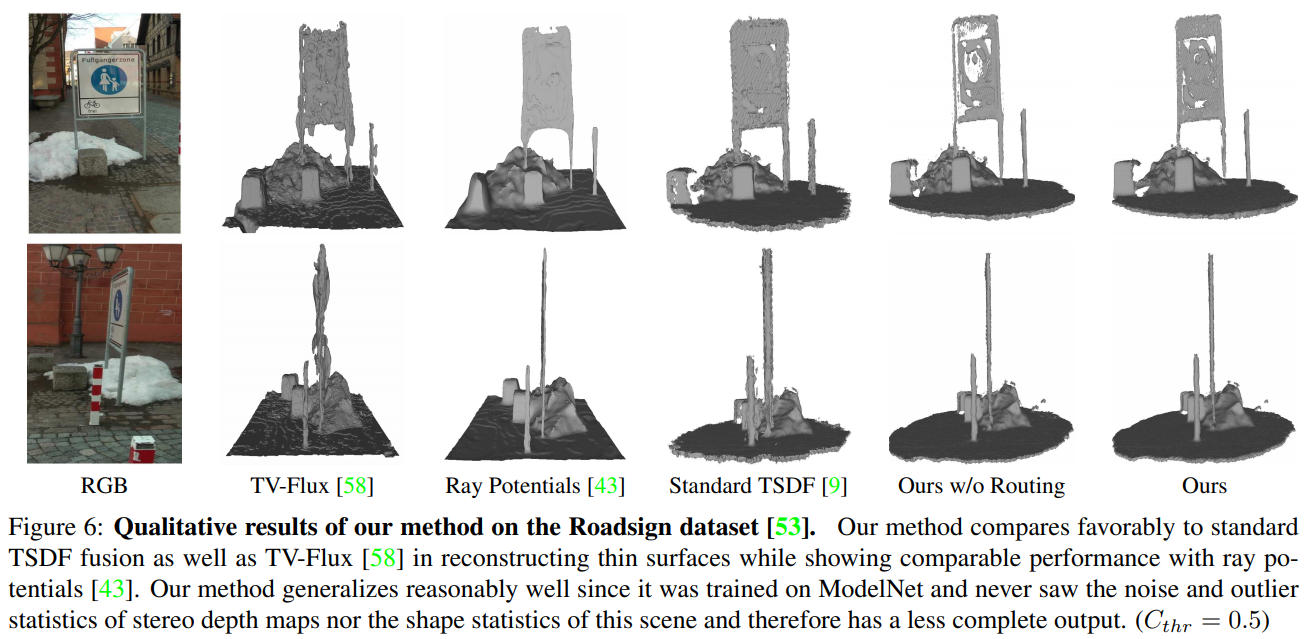 Fußgängerzone
frei
RGB
TV-Flux [58]
Ray Potentials [43]
Standard TSDF [9]
Ours w/o Routing
Ours
Figure 6: Qualitative results of our method on the Roadsign dataset [53]. Our method compares favorably to standard
TSDF fusion as well as TV-Flux [58] in reconstructing thin surfaces while showing comparable performance with ray po-
tentials [43]. Our method generalizes reasonably well since it was trained on ModelNet and never saw the noise and outlier
statistics of stereo depth maps nor the shape statistics of this scene and therefore has a less complete output. (C_thr = 0.5)